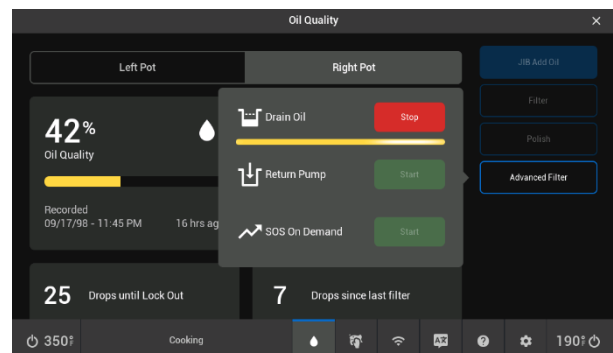 Oil Quality
Left Pot
Right Pot
JIB Add Oil
Filter
Polish
Advanced Filter
42%
Oil Quality
Recorded
09/17/98 - 11:45 PM
16 hrs ag
Drain Oil
Stop
Return Pump
Start
SOS On Demand
Start
25 Drops until Lock Out
7 Drops since last filter
350°F
Cooking
190°F